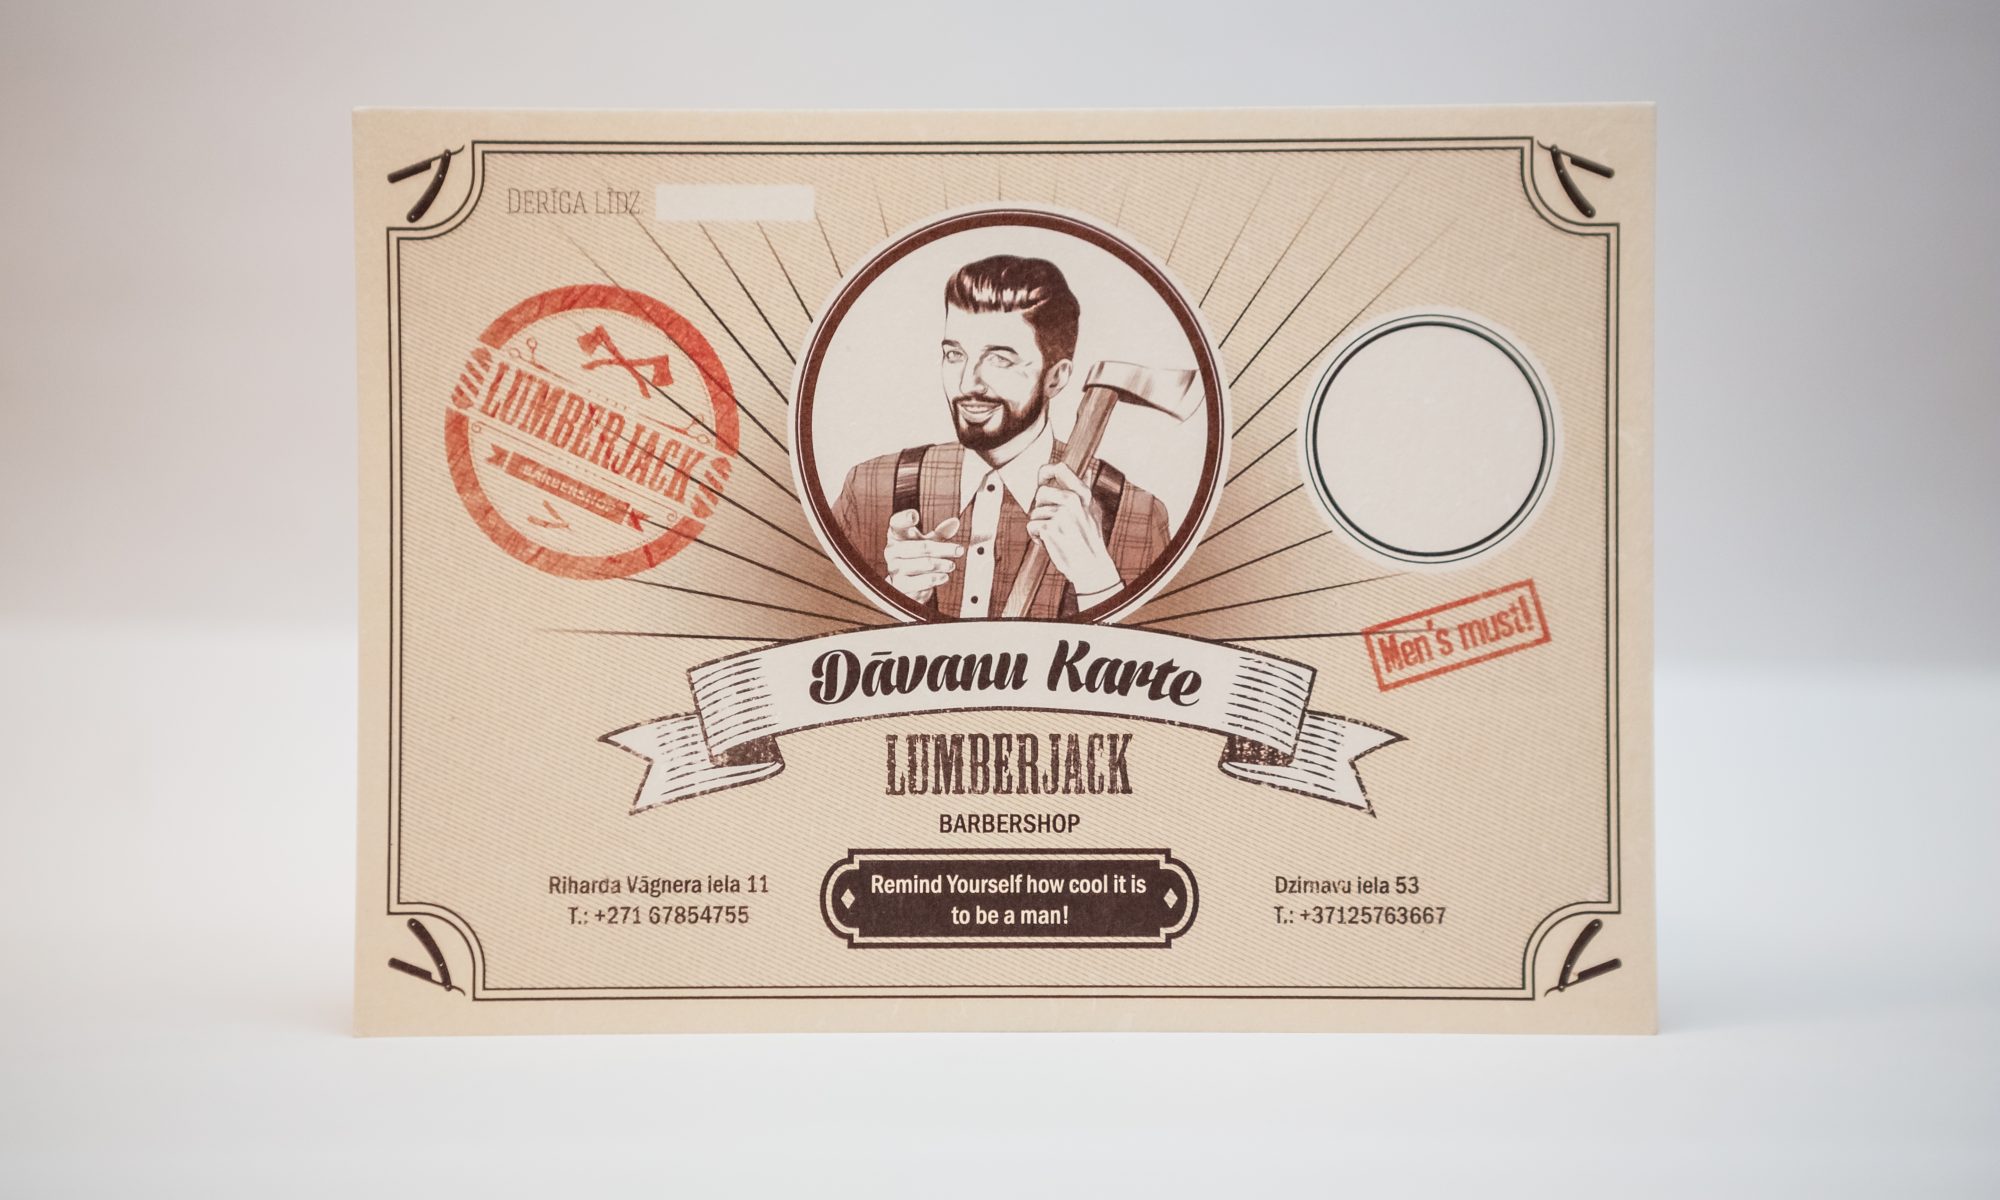 DERĪGA LĪDZ
LUMBERJACK
BARBERSHOP
Men's must!
Dāvanu Karte
LUMBERJACK
BARBERSHOP
Riharda Vāgnera iela 11
T.: +271 67854755
Remind Yourself how cool it is
to be a man!
Dzirnavu iela 53
T.: +37125763667